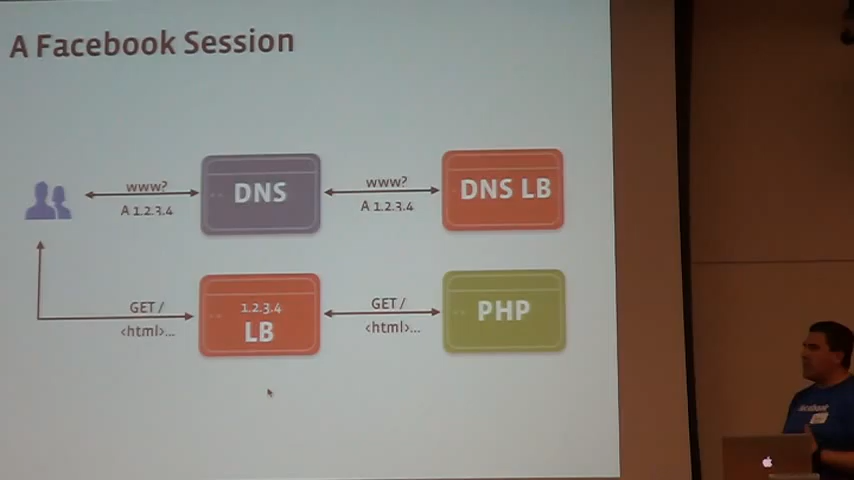 A Facebook Session
www?
A 1.2.3.4
DNS
www?
A 1.2.3.4
DNS LB
GET /
<html>...
1.2.3.4
LB
GET /
<html>...
PHP
facebook